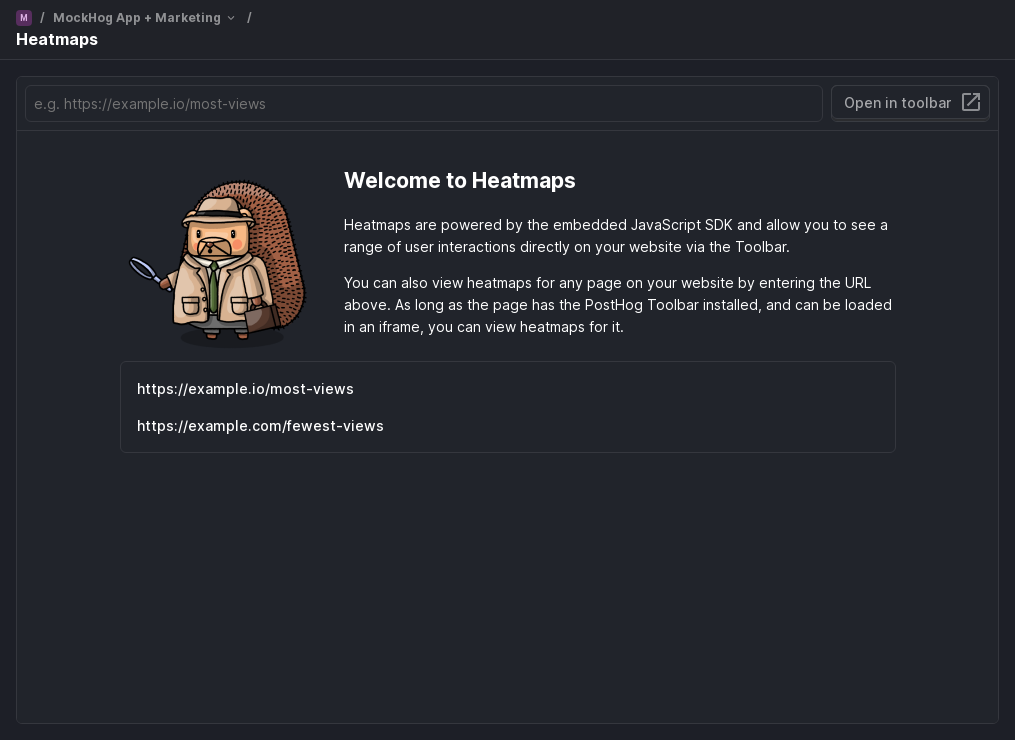 M / MockHog App + Marketing /
Heatmaps
e.g. https://example.io/most-views
Open in toolbar
Welcome to Heatmaps
Heatmaps are powered by the embedded JavaScript SDK and allow you to see a
range of user interactions directly on your website via the Toolbar.
You can also view heatmaps for any page on your website by entering the URL
above. As long as the page has the PostHog Toolbar installed, and can be loaded
in an iframe, you can view heatmaps for it.
https://example.io/most-views
https://example.com/fewest-views